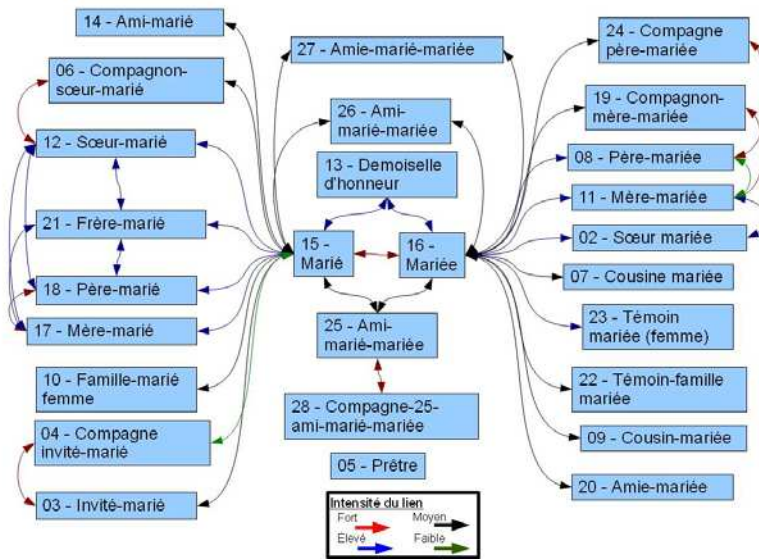 14 - Ami-marié
06 - Compagnon-
sœur-marié
12 - Sœur-marié
21 - Frère-marié
18 - Père-marié
17 - Mère-marié
10 - Famille-marié
femme
04 - Compagne
invité-marié
03 - Invité-marié
27 - Amie-marié-mariée
26 - Ami-
marié-mariée
13 - Demoiselle
d'honneur
15 -
Marié
16 -
Mariée
25 - Ami-
marié-mariée
28 - Compagne-25-
ami-marié-mariée
05 - Prêtre
24 - Compagne
père-mariée
19 - Compagnon-
mère-mariée
08 - Père-mariée
11 - Mère-mariée
02 - Sœur mariée
07 - Cousine mariée
23 - Témoin
mariée (femme)
22 - Témoin-famille
mariée
09 - Cousin-mariée
20 - Amie-mariée
Intensité du lien
Fort Moyen
Élevé Faible